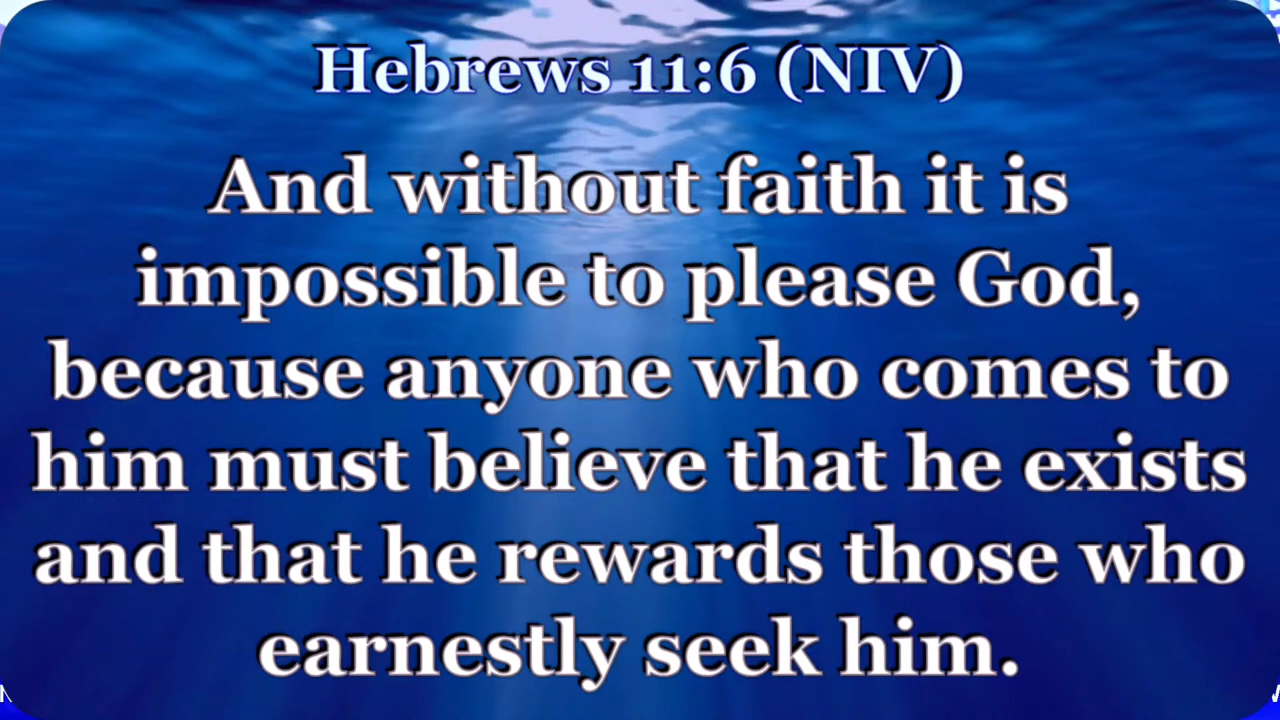 Hebrews 11:6 (NIV)
And without faith it is
impossible to please God,
because anyone who comes to
him must believe that he exists
and that he rewards those who
earnestly seek him.